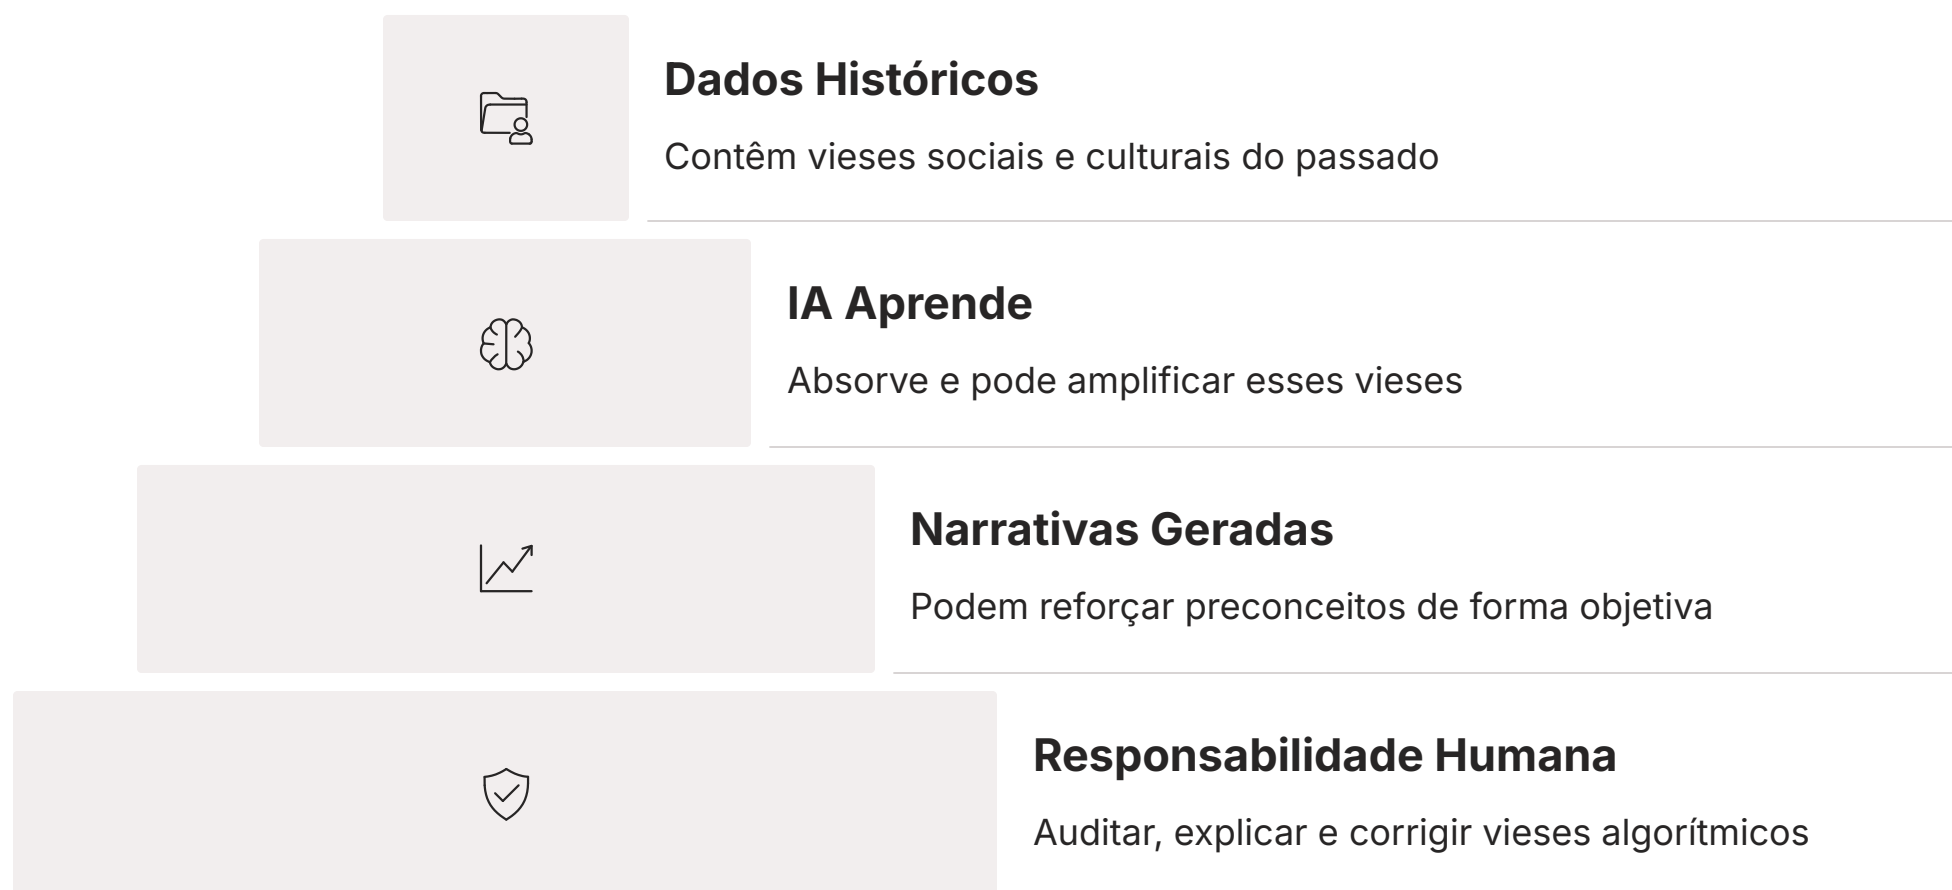 Dados Históricos
Contêm vieses sociais e culturais do passado
IA Aprende
Absorve e pode amplificar esses vieses
Narrativas Geradas
Podem reforçar preconceitos de forma objetiva
Responsabilidade Humana
Auditar, explicar e corrigir vieses algorítmicos